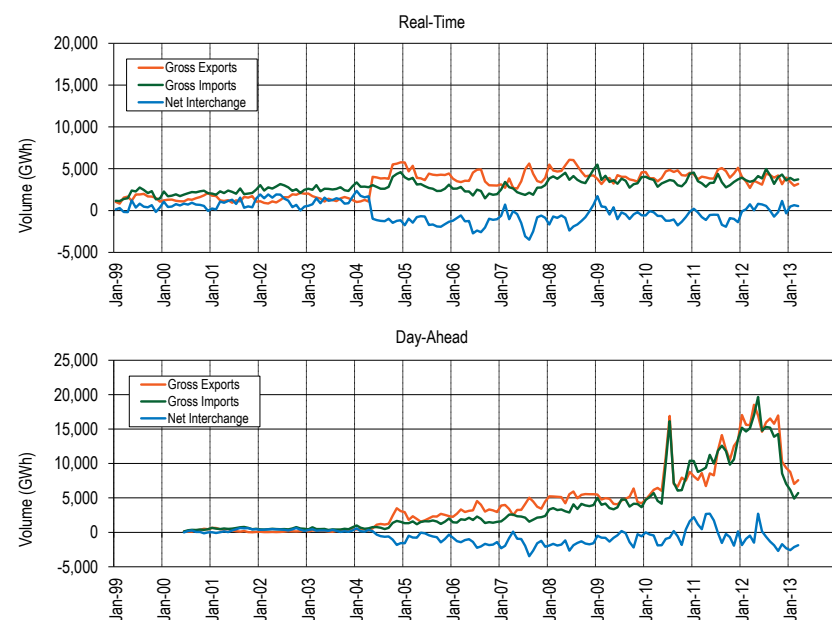 Real-Time
20,000
15,000
10,000
5,000
0
-5,000
Volume (GWh)
Gross Exports
Gross Imports
Net Interchange
Jan-99
Jan-00
Jan-01
Jan-02
Jan-03
Jan-04
Jan-05
Jan-06
Jan-07
Jan-08
Jan-09
Jan-10
Jan-11
Jan-12
Jan-13
Day-Ahead
25,000
20,000
15,000
10,000
5,000
0
-5,000
Volume (GWh)
Gross Exports
Gross Imports
Net Interchange
Jan-99
Jan-00
Jan-01
Jan-02
Jan-03
Jan-04
Jan-05
Jan-06
Jan-07
Jan-08
Jan-09
Jan-10
Jan-11
Jan-12
Jan-13